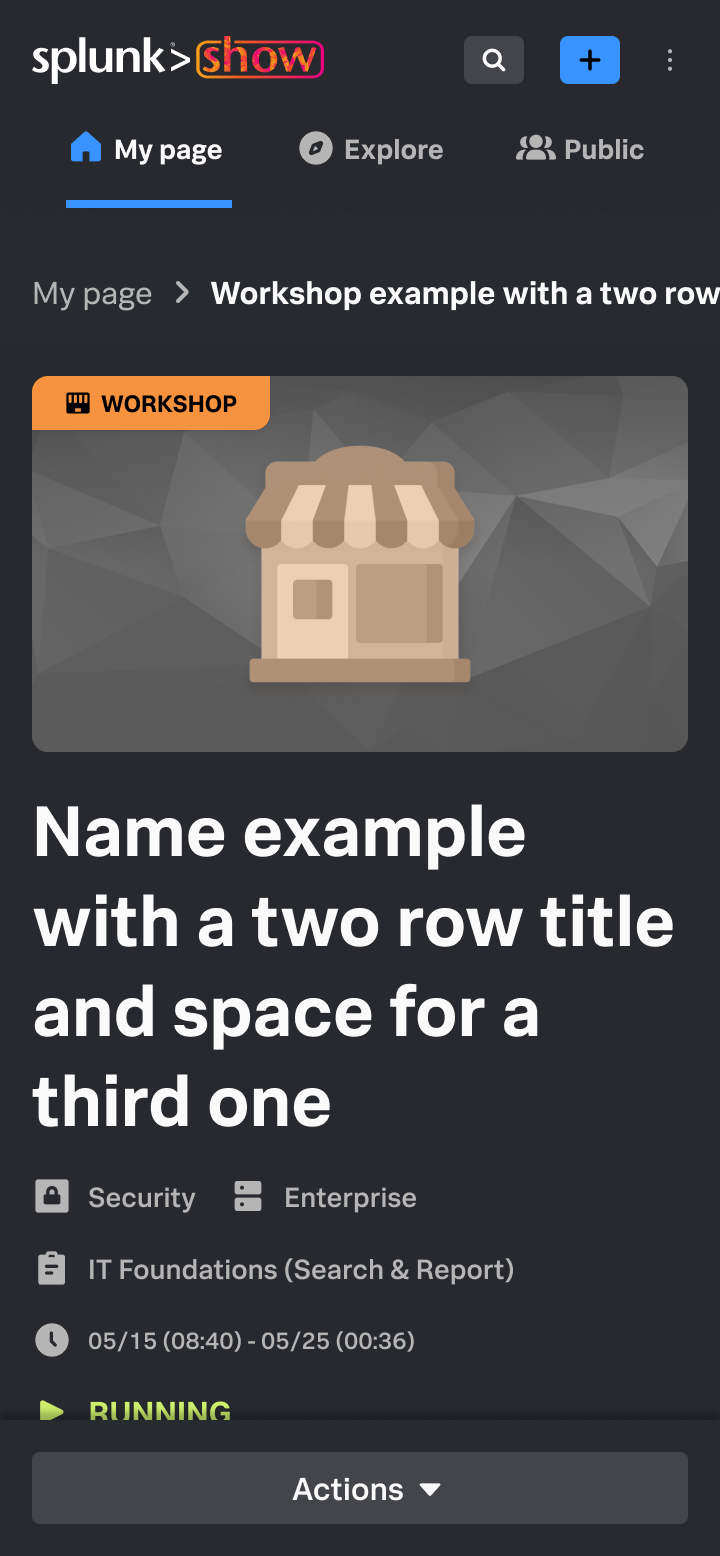 splunk> show
My page Explore Public
My page > Workshop example with a two row
WORKSHOP
Name example
with a two row title
and space for a
third one
Security Enterprise
IT Foundations (Search & Report)
05/15 (08:40) - 05/25 (00:36)
RUNNING
Actions